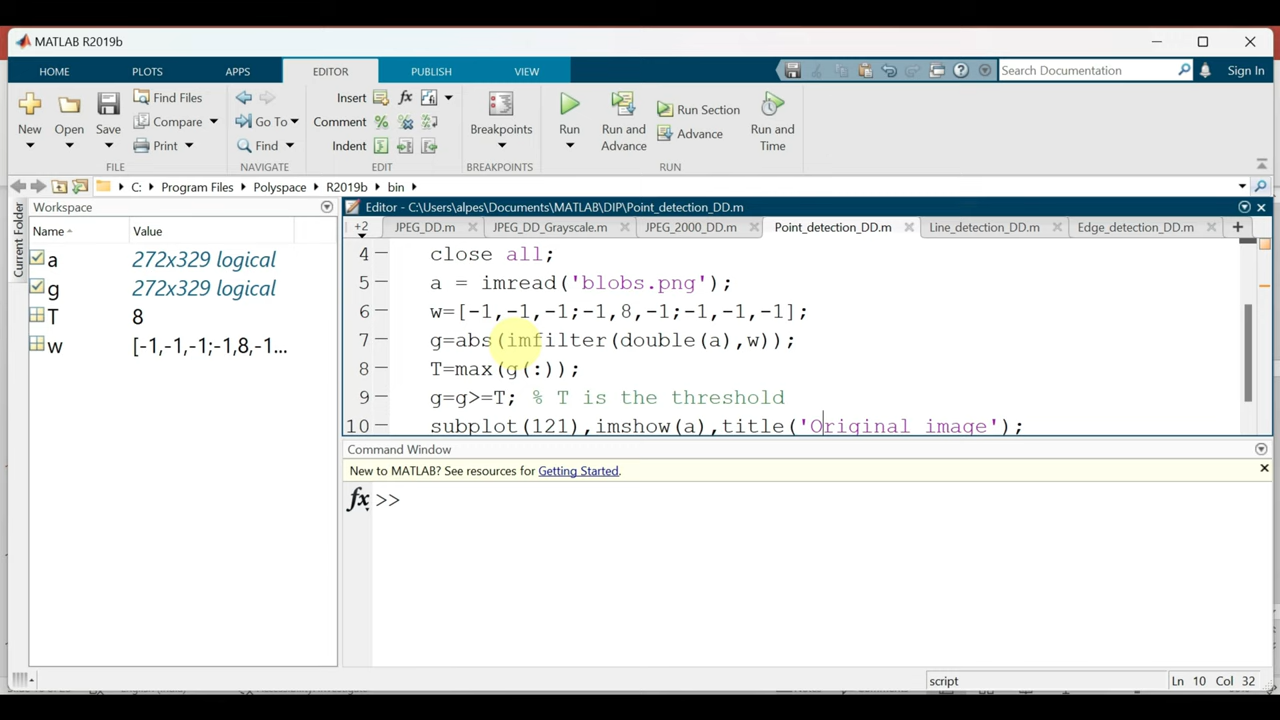 MATLAB R2019b
HOME PLOTS APPS EDITOR PUBLISH VIEW Search Documentation Sign In
New Open Save Find Files Compare Print
Go To Find
Insert fx Comment % Indent
Breakpoints
Run Run and Advance Run Section Advance Run and Time
FILE NAVIGATE EDIT BREAKPOINTS RUN
C: Program Files Polyspace R2019b bin
Current Folder
Workspace
Name Value
a 272x329 logical
g 272x329 logical
T 8
w [-1,-1,-1;-1,8,-1...
Editor - C:\Users\alpes\Documents\MATLAB\DIP\Point_detection_DD.m
+2 JPEG_DD.m JPEG_DD_Grayscale.m JPEG_2000_DD.m Point_detection_DD.m Line_detection_DD.m Edge_detection_DD.m +
4 close all;
5 a = imread('blobs.png');
6 w=[-1,-1,-1;-1,8,-1;-1,-1,-1];
7 g=abs(imfilter(double(a),w));
8 T=max(g(:));
9 g=g>=T; % T is the threshold
10 subplot(121),imshow(a),title('Original image');
Command Window
New to MATLAB? See resources for Getting Started.
fx >>
script Ln 10 Col 32